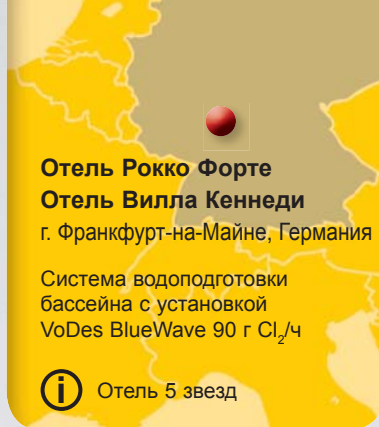 Отель Рокко Форте
Отель Вилла Кеннеди
г. Франкфурт-на-Майне, Германия
Система водоподготовки
бассейна с установкой
VoDes BlueWave 90 г Cl₂/ч
i Отель 5 звезд